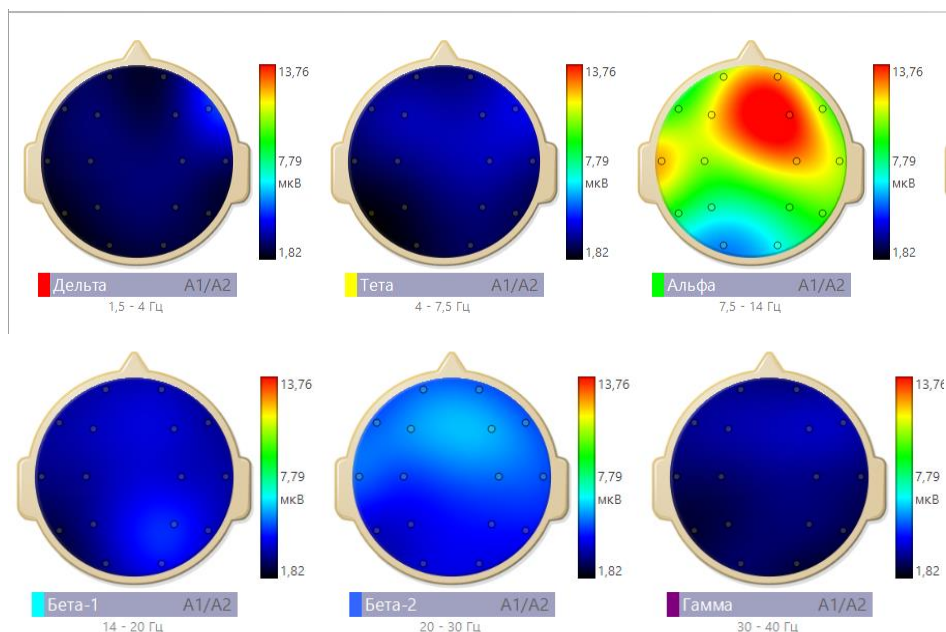 13,76
7,79
мкВ
1,82
Дельта A1/A2
1,5 - 4 Гц
13,76
7,79
мкВ
1,82
Тета A1/A2
4 - 7,5 Гц
13,76
7,79
мкВ
1,82
Альфа A1/A2
7,5 - 14 Гц
13,76
7,79
мкВ
1,82
Бета-1 A1/A2
14 - 20 Гц
13,76
7,79
мкВ
1,82
Бета-2 A1/A2
20 - 30 Гц
13,76
7,79
мкВ
1,82
Гамма A1/A2
30 - 40 Гц